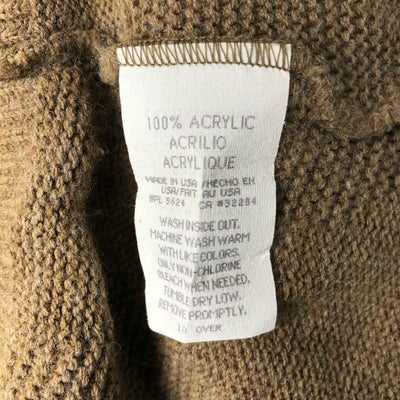 100% ACRYLIC
ACRILIO
ACRYLIQUE
MADE IN USA/HECHO EN
USA/FAIT AU USA
WPL 5624 CA #32284
WASH INSIDE OUT.
MACHINE WASH WARM
WITH LIKE COLORS.
ONLY NON-CHLORINE
BLEACH WHEN NEEDED.
TUMBLE DRY LOW.
REMOVE PROMPTLY.
OVER